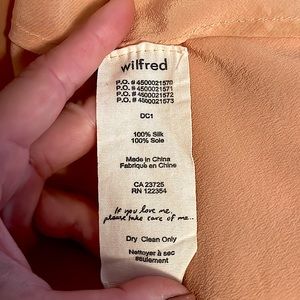 wilfred
P.O. # 4500021570
P.O. # 4500021571
P.O. # 4500021572
P.O. # 4500021573
DC1
100% Silk
100% Soie
Made in China
Fabriqué en Chine
CA 23725
RN 122354
If you love me,
please take care of me...
Dry Clean Only
Nettoyer à sec
seulement